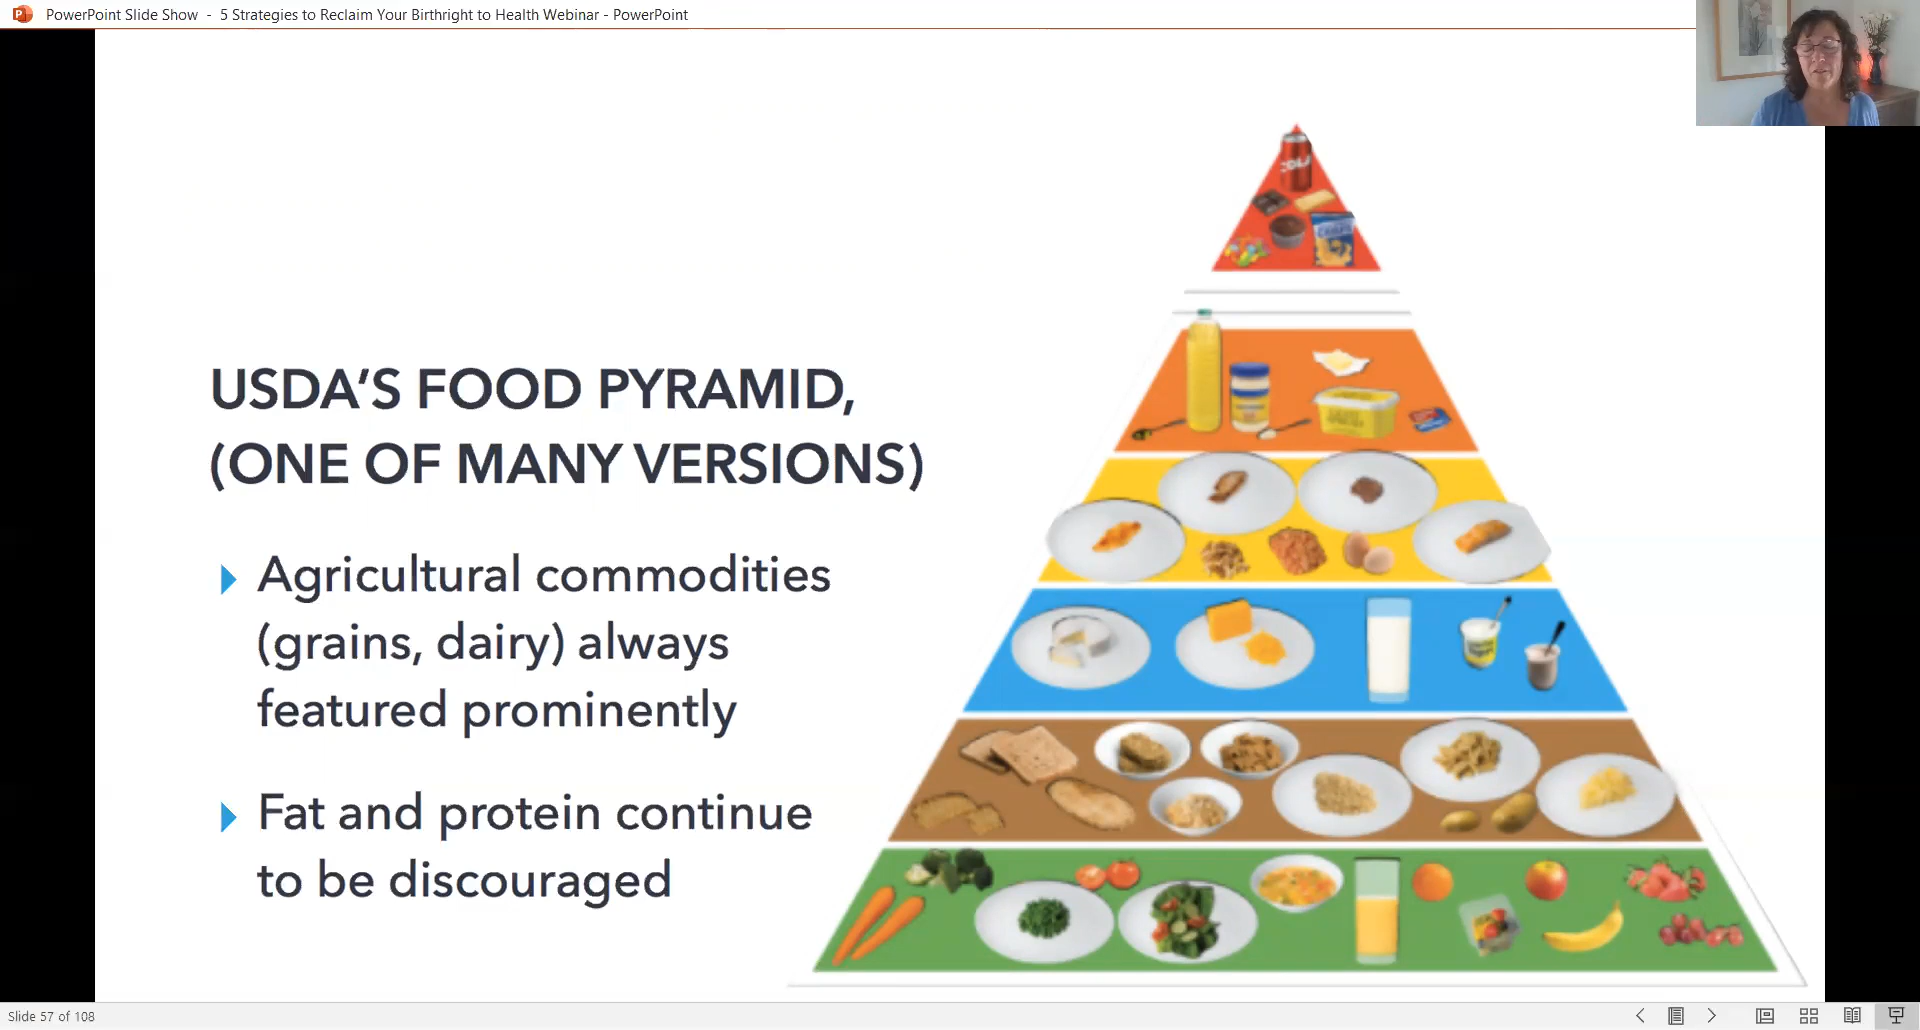 PowerPoint Slide Show - 5 Strategies to Reclaim Your Birthright to Health Webinar - PowerPoint
USDA'S FOOD PYRAMID,
(ONE OF MANY VERSIONS)
Agricultural commodities
(grains, dairy) always
featured prominently
Fat and protein continue
to be discouraged
Slide 57 of 108